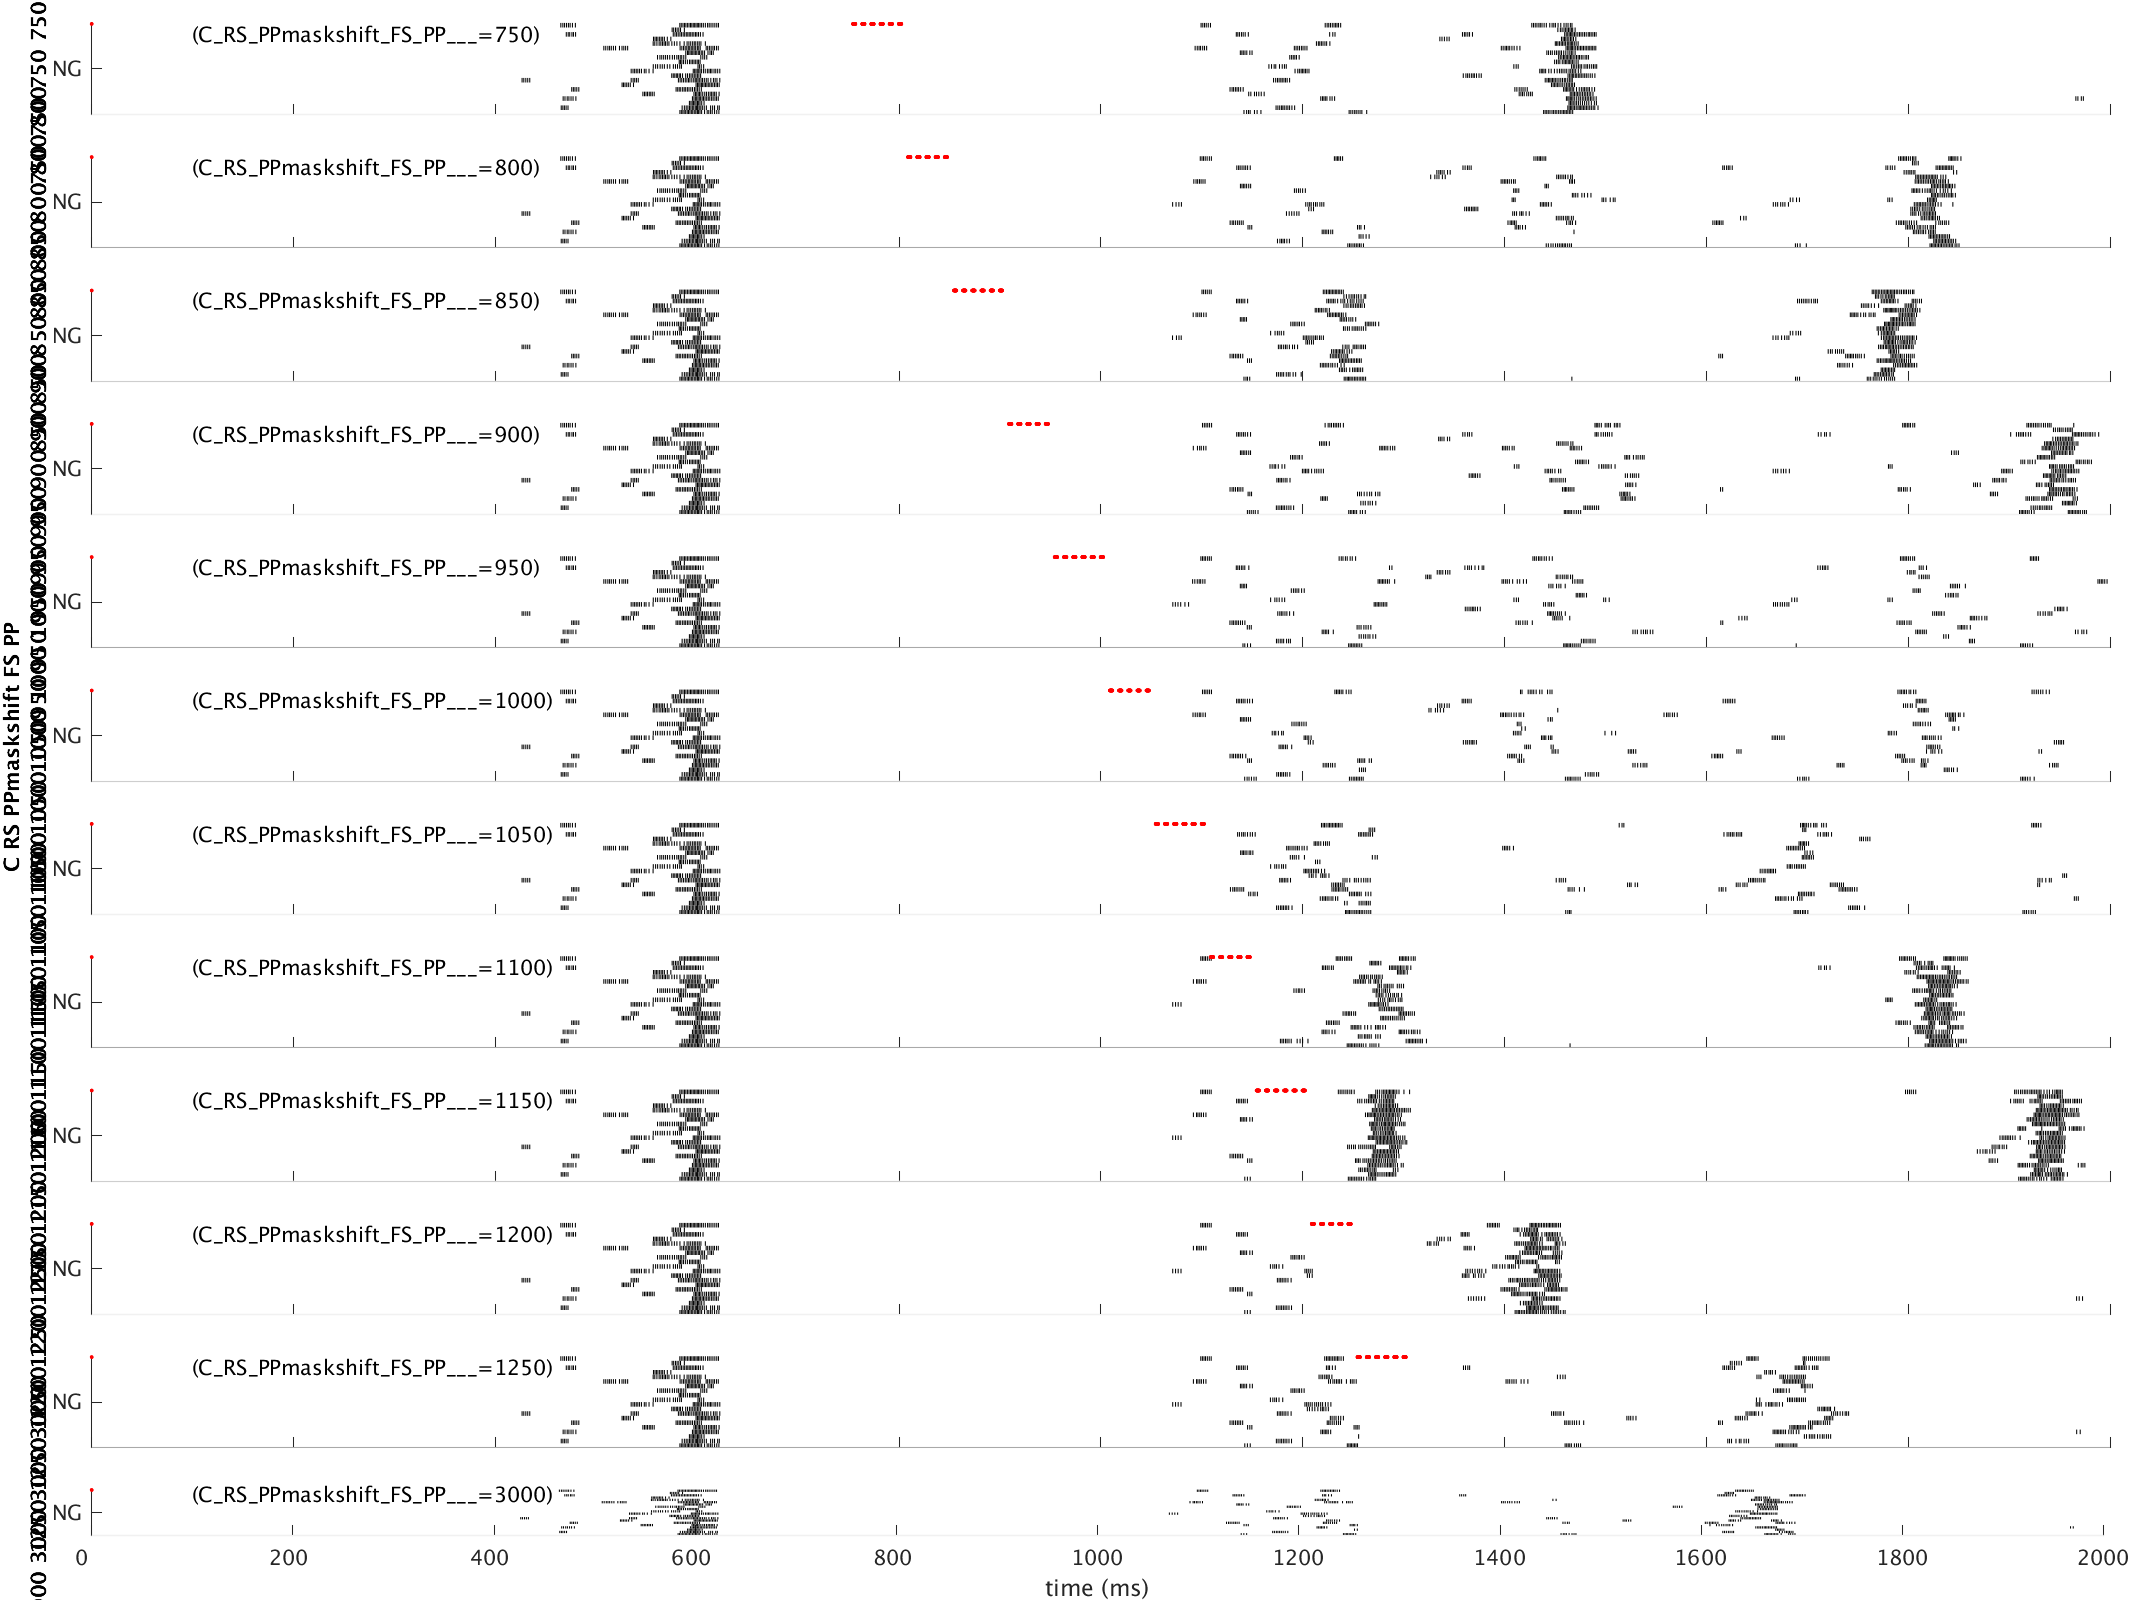 750
(C_RS_PPmaskshift_FS_PP___=750)
NG
(C_RS_PPmaskshift_FS_PP___=800)
NG
(C_RS_PPmaskshift_FS_PP___=850)
NG
(C_RS_PPmaskshift_FS_PP___=900)
NG
(C_RS_PPmaskshift_FS_PP___=950)
NG
(C_RS_PPmaskshift_FS_PP___=1000)
NG
C RS PPmaskshift FS PP
(C_RS_PPmaskshift_FS_PP___=1050)
NG
(C_RS_PPmaskshift_FS_PP___=1100)
NG
(C_RS_PPmaskshift_FS_PP___=1150)
NG
(C_RS_PPmaskshift_FS_PP___=1200)
NG
(C_RS_PPmaskshift_FS_PP___=1250)
NG
(C_RS_PPmaskshift_FS_PP___=3000)
NG
0 200 400 600 800 1000 1200 1400 1600 1800 2000
time (ms)